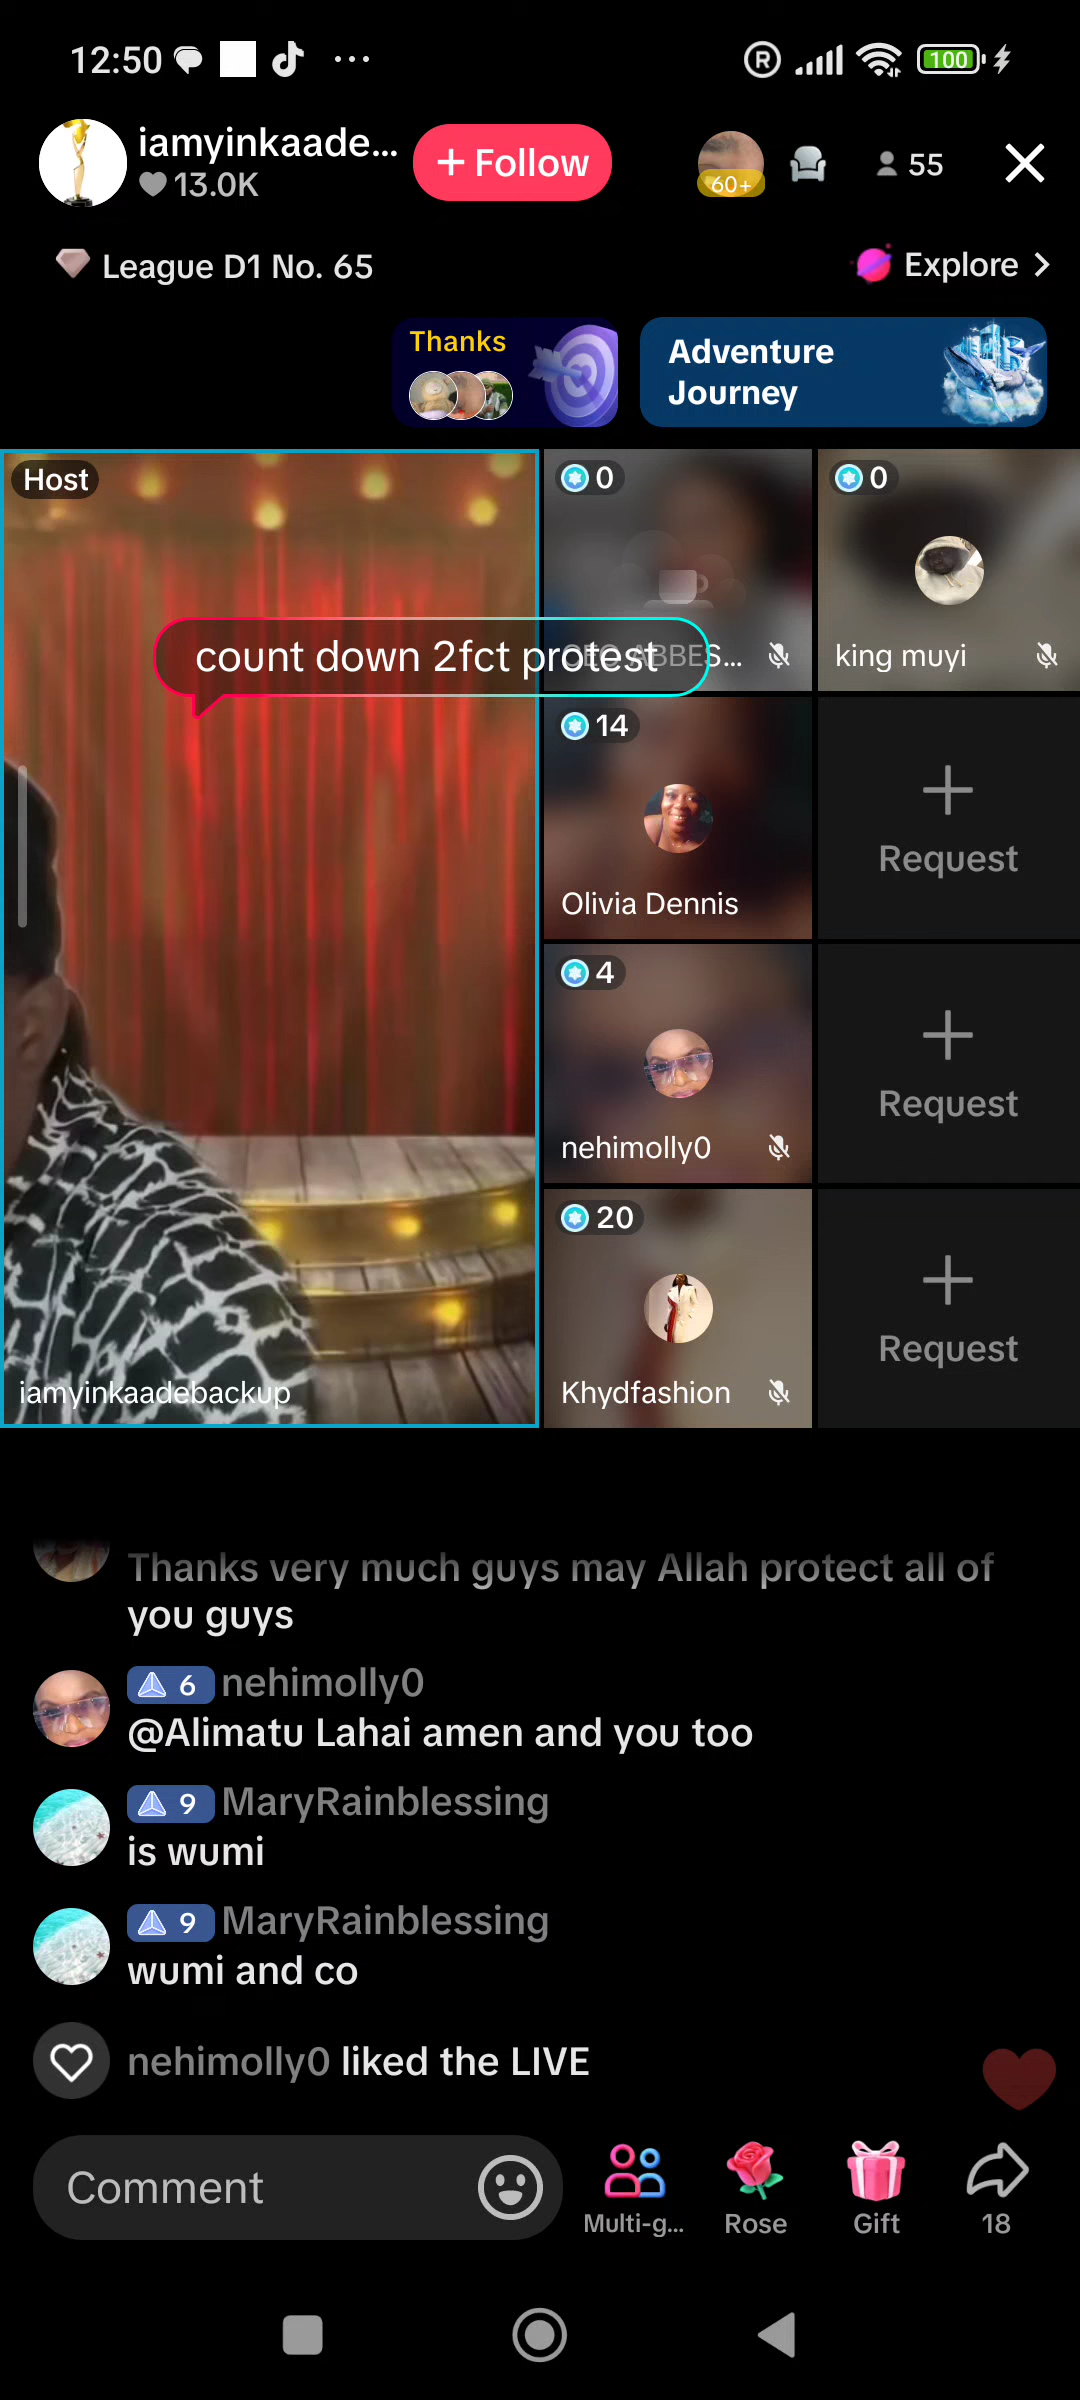 12:50
100
iamyinkaade...
13.0K
+ Follow
60+
55
League D1 No. 65
Explore >
Thanks
Adventure
Journey
Host
0
0
count down 2fct protest
king muyi
14
Olivia Dennis
Request
4
nehimolly0
Request
20
Khydfashion
Request
iamyinkaadebackup
Thanks very much guys may Allah protect all of
you guys
6 nehimolly0
@Alimatu Lahai amen and you too
9 MaryRainblessing
is wumi
9 MaryRainblessing
wumi and co
nehimolly0 liked the LIVE
Comment
Multi-g...
Rose
Gift
18